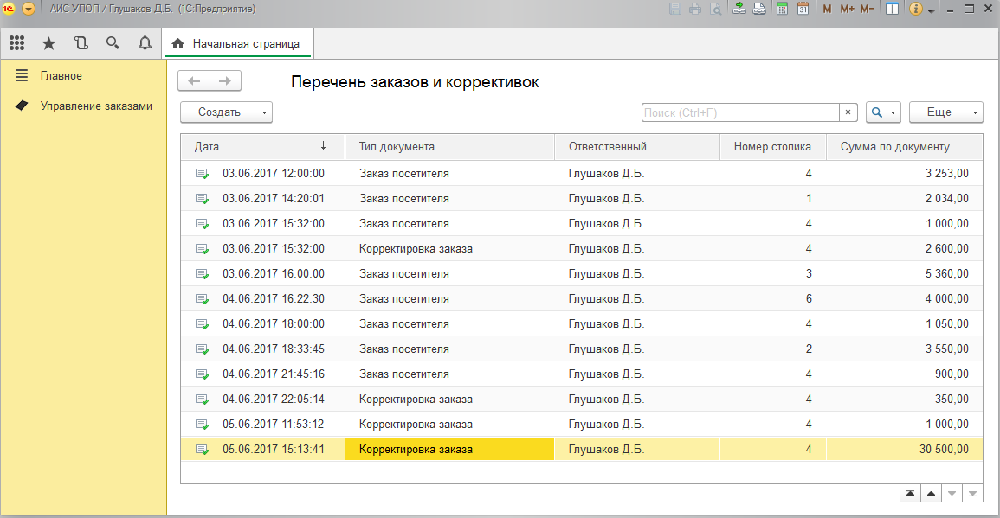 1С АИС УПОП / Глушаков Д.Б. (1С:Предприятие) 31 M M+ M-
Начальная страница
Главное
Управление заказами
Перечень заказов и коррективок
Создать Поиск (Ctrl+F) × Еще
Дата ↓ Тип документа Ответственный Номер столика Сумма по документу
03.06.2017 12:00:00 Заказ посетителя Глушаков Д.Б. 4 3 253,00
03.06.2017 14:20:01 Заказ посетителя Глушаков Д.Б. 1 2 034,00
03.06.2017 15:32:00 Заказ посетителя Глушаков Д.Б. 4 1 000,00
03.06.2017 15:32:00 Корректировка заказа Глушаков Д.Б. 4 2 600,00
03.06.2017 16:00:00 Заказ посетителя Глушаков Д.Б. 3 5 360,00
04.06.2017 16:22:30 Заказ посетителя Глушаков Д.Б. 6 4 000,00
04.06.2017 18:00:00 Заказ посетителя Глушаков Д.Б. 4 1 050,00
04.06.2017 18:33:45 Заказ посетителя Глушаков Д.Б. 2 3 550,00
04.06.2017 21:45:16 Заказ посетителя Глушаков Д.Б. 4 900,00
04.06.2017 22:05:14 Корректировка заказа Глушаков Д.Б. 4 350,00
05.06.2017 11:53:12 Корректировка заказа Глушаков Д.Б. 4 1 000,00
05.06.2017 15:13:41 Корректировка заказа Глушаков Д.Б. 4 30 500,00